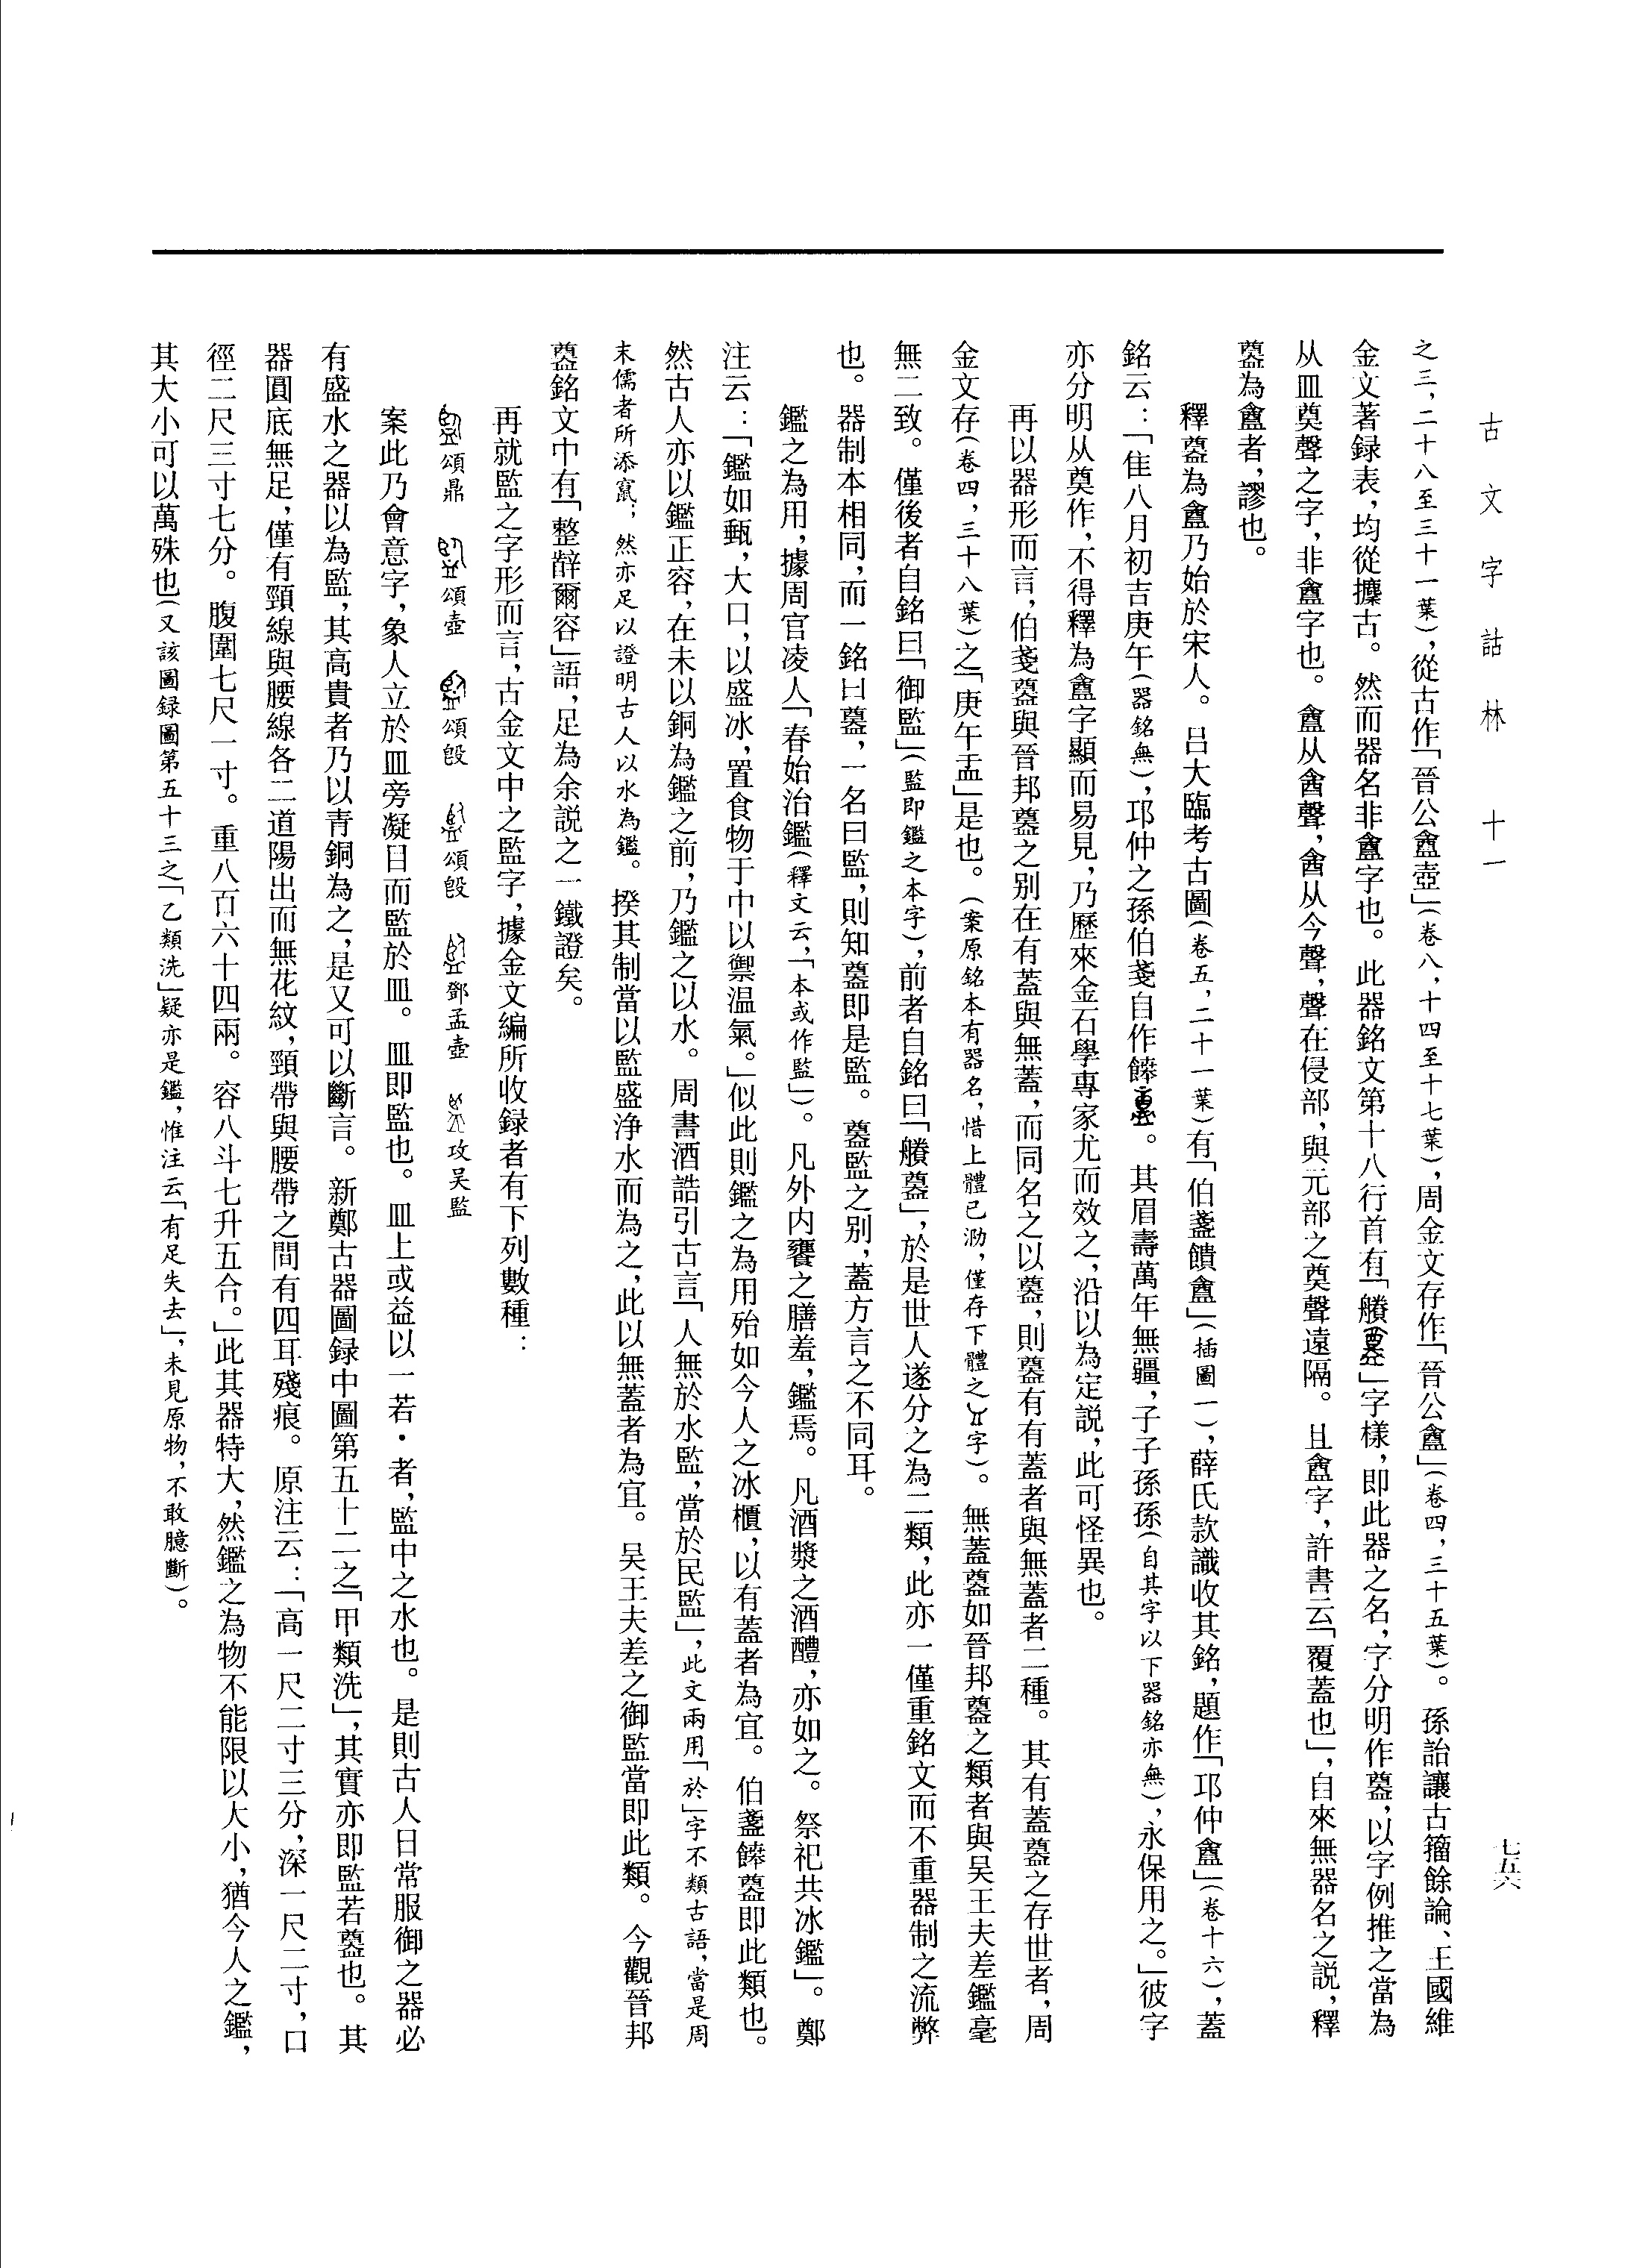 古文字詁林　十一
七五六
之三，二十八至三十一葉），從古作「晉公盦壺」（卷八，十四至十七葉），周金文存作「晉公盦」（卷四，三十五葉）。孫詒讓古籀餘論、王國維
金文著録表，均從攈古。然而器名非盦字也。此器銘文第十八行首有「媵」字樣，即此器之名，字分明作䀇，以字例推之當為
从皿奠聲之字，非盦字也。盦从酓聲，酓从今聲，聲在侵部，與元部之奠聲遠隔。且盦字，許書云「覆蓋也」，自來無器名之説，釋
䀇為盦者，謬也。
釋䀇為盦乃始於宋人。吕大臨考古圖（卷五，二十一葉）有「伯盞饋盦」（插圖一），薛氏款識收其銘，題作「邛仲盦」（卷十六），蓋
銘云：「隹八月初吉庚午（器銘無），邛仲之孫伯戔自作餴。其眉壽萬年無疆，子子孫孫（自其字以下器銘亦無），永保用之。」彼字
亦分明从奠作，不得釋為盦字顯而易見，乃歷來金石學專家尤而效之，沿以為定説，此可怪異也。
再以器形而言，伯戔䀇與晉邦䀇之别在有蓋與無蓋，而同名之以䀇，則䀇有有蓋者與無蓋者二種。其有蓋䀇之存世者，周
金文存（卷四，三十八葉）之「庚午盂」是也。（案原銘本有器名，惜上體已泐，僅存下體之字）。無蓋䀇如晉邦䀇之類者與吴王夫差鑑毫
無二致。僅後者自銘曰「御監」（監即鑑之本字），前者自銘曰「媵䀇」，於是世人遂分之為二類，此亦一僅重銘文而不重器制之流弊
也。器制本相同，而一銘曰䀇，一名曰監，則知䀇即是監。䀇監之别，蓋方言之不同耳。
鑑之為用，據周官凌人「春始治鑑（釋文云，「本或作監」）。凡外内饔之膳羞，鑑焉。凡酒漿之酒醴，亦如之。祭祀共冰鑑」。鄭
注云：「鑑如甄，大口，以盛冰，置食物于中以禦温氣。」似此則鑑之為用殆如今人之冰櫃，以有蓋者為宜。伯盞餴䀇即此類也。
然古人亦以鑑正容，在未以銅為鑑之前，乃鑑之以水。周書酒誥引古言「人無於水監，當於民監」，此文兩用「於」字不類古語，當是周
末儒者所添竄；然亦足以證明古人以水為鑑。揆其制當以監盛浄水而為之，此以無蓋者為宜。吴王夫差之御監當即此類。今觀晉邦
䀇銘文中有「整辥爾容」語，足為余説之一鐵證矣。
再就監之字形而言，古金文中之監字，據金文編所收録者有下列數種：
頌鼎　頌壺　頌𣪘　頌𣪘　鄧孟壺　攻吴監
案此乃會意字，象人立於皿旁凝目而監於皿。皿即監也。皿上或益以一若・者，監中之水也。是則古人日常服御之器必
有盛水之器以為監，其高貴者乃以青銅為之，是又可以斷言。新鄭古器圖録中圖第五十二之「甲類洗」，其實亦即監若䀇也。其
器圓底無足，僅有頸線與腰線各二道陽出而無花紋，頸帶與腰帶之間有四耳殘痕。原注云：「高一尺二寸三分，深一尺二寸，口
徑二尺三寸七分。腹圍七尺一寸。重八百六十四兩。容八斗七升五合。」此其器特大，然鑑之為物不能限以大小，猶今人之鑑，
其大小可以萬殊也（又該圖録圖第五十三之「乙類洗」疑亦是鑑，惟注云「有足失去」，未見原物，不敢臆斷）。